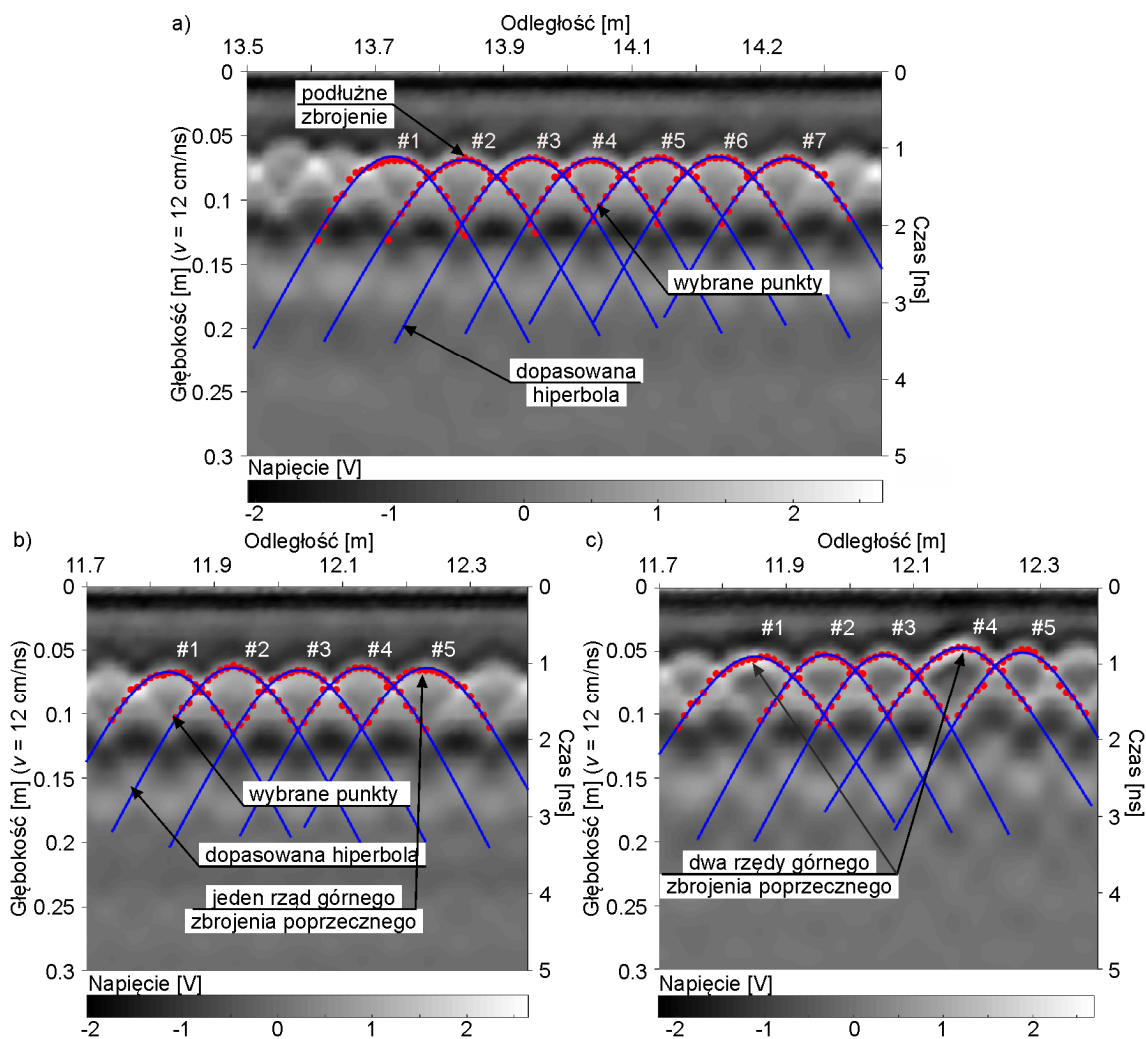 a)
Odległość [m]
13.5 13.73 13.94 14.14 14.2
0 0
podłużne
zbrojenie
0.05
#1 #2 #3 #4 #5 #6 #7
1
0.1
2
0.15
wybrane punkty
3
0.2
dopasowana
hiperbola
4
0.25
0.3 5
Głębokość [m] (v = 12 cm/ns)
Czas [ns]
Napięcie [V]
-2 -1 0 1 2
b)
Odległość [m]
11.7 11.9 12.1 12.3
0 0
0.05
#1 #2 #3 #4 #5
1
0.1
2
0.15
wybrane punkty
3
0.2
dopasowana hiperbola
jeden rząd górnego
zbrojenia poprzecznego
4
0.25
0.3 5
Głębokość [m] (v = 12 cm/ns)
Czas [ns]
Napięcie [V]
-2 -1 0 1 2
c)
Odległość [m]
11.7 11.9 12.1 12.3
0 0
0.05
#1 #2 #3 #4 #5
1
0.1
2
0.15
3
0.2
dwa rzędy górnego
zbrojenia poprzecznego
4
0.25
0.3 5
Głębokość [m] (v = 12 cm/ns)
Czas [ns]
Napięcie [V]
-2 -1 0 1 2